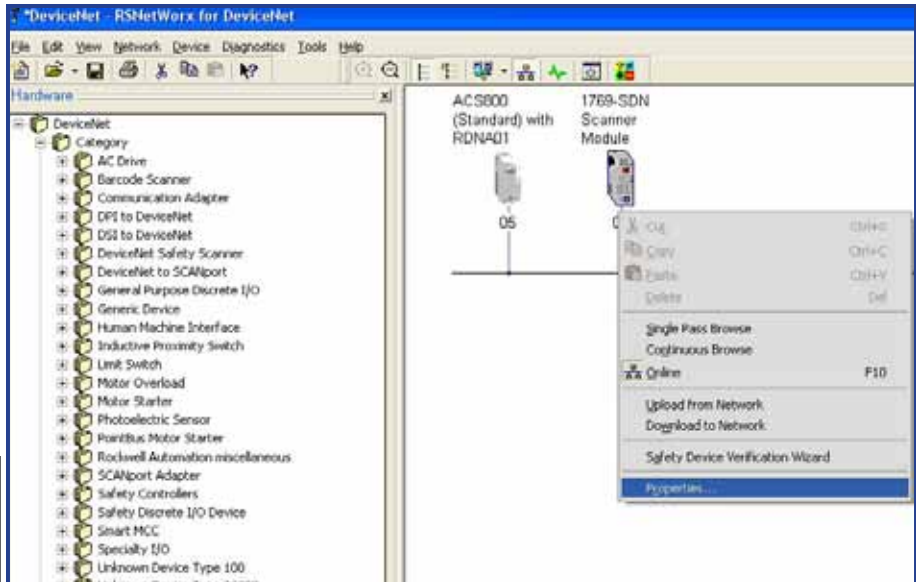 *DeviceNet - RSNetWorx for DeviceNet
File Edit View Network Device Diagnostics Tools Help
Hardware
DeviceNet
Category
AC Drive
Barcode Scanner
Communication Adapter
DPI to DeviceNet
DSI to DeviceNet
DeviceNet Safety Scanner
DeviceNet to SCANport
General Purpose Discrete I/O
Generic Device
Human Machine Interface
Inductive Proximity Switch
Limit Switch
Motor Overload
Motor Starter
Photoelectric Sensor
PointBus Motor Starter
Rockwell Automation miscellaneous
SCANport Adapter
Safety Controllers
Safety Discrete I/O Device
Smart MCC
Specialty I/O
Unknown Device Type 100
ACS800
(Standard) with
RDNA01
05
1769-SDN
Scanner
Module
Cut
Copy Ctrl+C
Paste Ctrl+V
Delete Del
Single Pass Browse
Continuous Browse
Online F10
Upload from Network
Download to Network
Safety Device Verification Wizard
Properties...